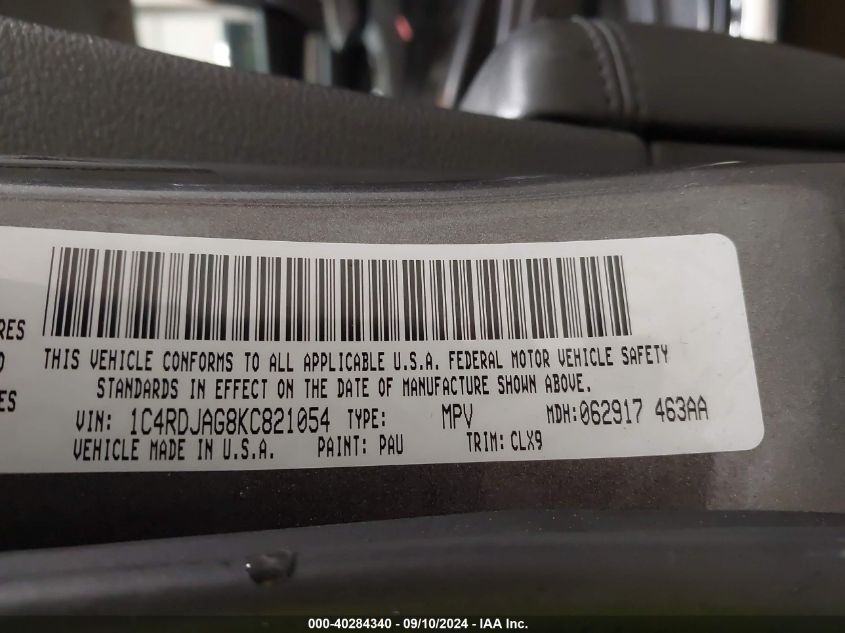 RES
THIS VEHICLE CONFORMS TO ALL APPLICABLE U.S.A. FEDERAL MOTOR VEHICLE SAFETY
ES
STANDARDS IN EFFECT ON THE DATE OF MANUFACTURE SHOWN ABOVE.
VIN: 1C4RDJAG8KC821054 TYPE: MPV MDH:062917 463AA
VEHICLE MADE IN U.S.A. PAINT: PAU TRIM: CLX9
000-40284340 - 09/10/2024 - IAA Inc.